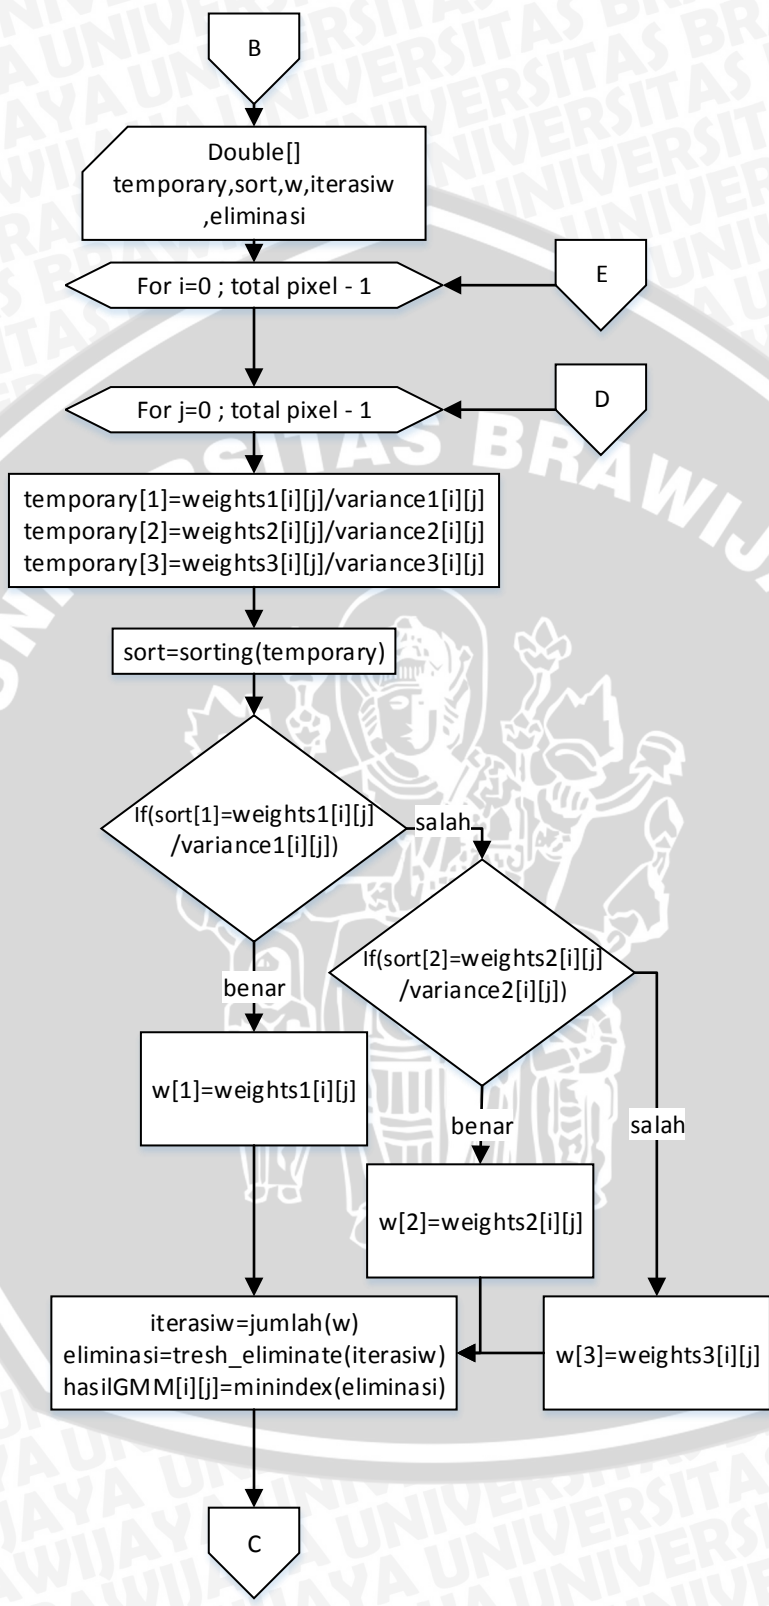 B
Double[]
temporary,sort,w,iterasiw
,eliminasi
For i=0 ; total pixel - 1
E
For j=0 ; total pixel - 1
D
temporary[1]=weights1[i][j]/variance1[i][j]
temporary[2]=weights2[i][j]/variance2[i][j]
temporary[3]=weights3[i][j]/variance3[i][j]
sort=sorting(temporary)
If(sort[1]=weights1[i][j]
/variance1[i][j])
salah
If(sort[2]=weights2[i][j]
/variance2[i][j])
benar
w[1]=weights1[i][j]
benar
salah
w[2]=weights2[i][j]
iterasiw=jumlah(w)
eliminasi=tresh_eliminate(iterasiw)
hasilGMM[i][j]=minindex(eliminasi)
w[3]=weights3[i][j]
C